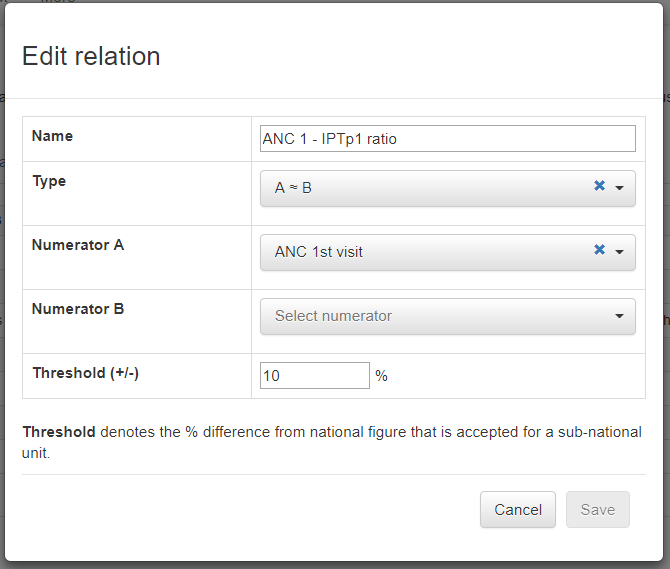 Edit relation
Name
ANC 1 - IPTp1 ratio
Type
A ≈ B
Numerator A
ANC 1st visit
Numerator B
Select numerator
Threshold (+/-)
10 %
Threshold denotes the % difference from national figure that is accepted for a sub-national
unit.
Cancel
Save